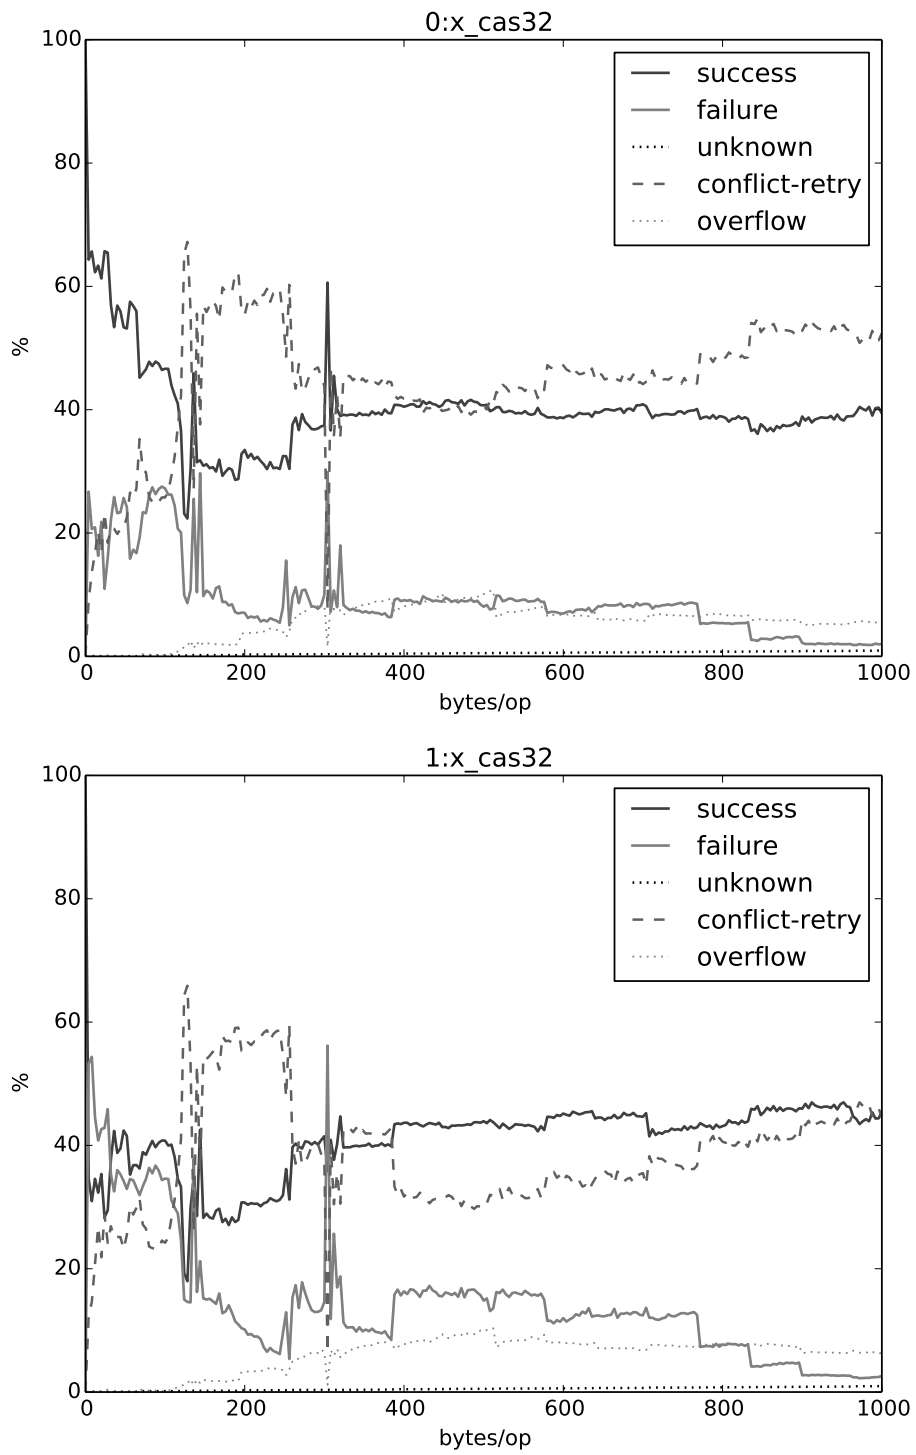 0:x_cas32
100
80
60
40
20
0
%
success
failure
unknown
conflict-retry
overflow
0 200 400 600 800 1000
bytes/op
1:x_cas32
100
80
60
40
20
0
%
success
failure
unknown
conflict-retry
overflow
0 200 400 600 800 1000
bytes/op